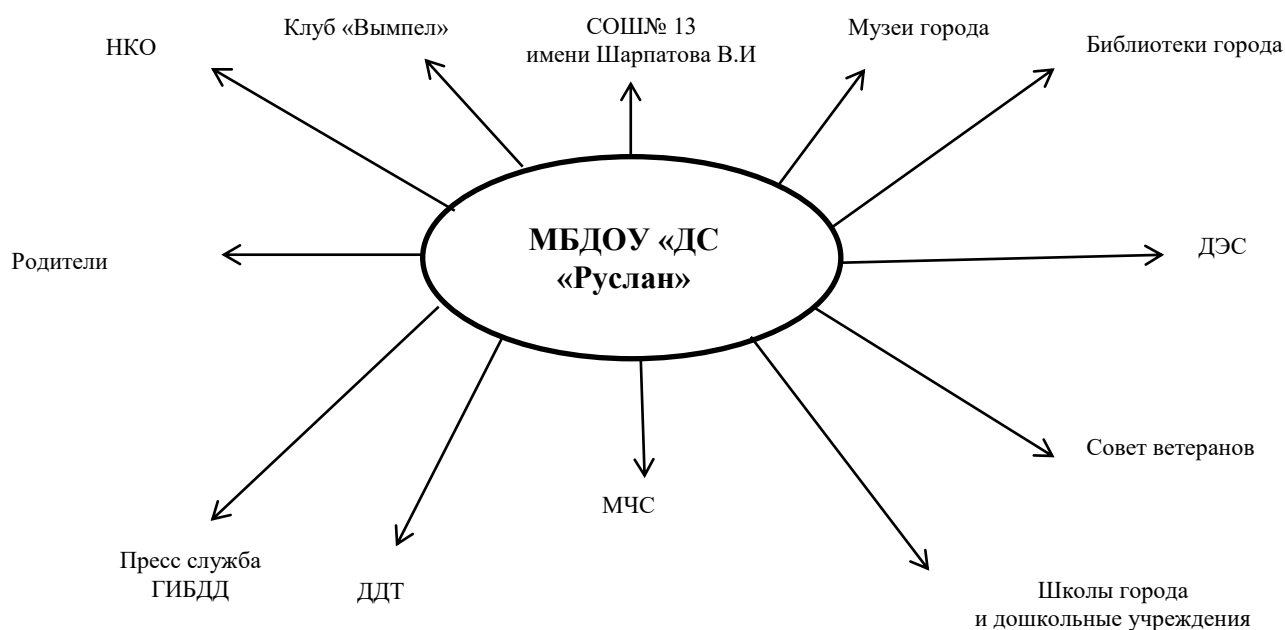 НКО
Клуб «Вымпел»
СОШ№ 13
имени Шарпатова В.И
Музеи города
Библиотеки города
МБДОУ «ДС
«Руслан»
Родители
ДЭС
Совет ветеранов
МЧС
Пресс служба
ГИБДД
ДДТ
Школы города
и дошкольные учреждения